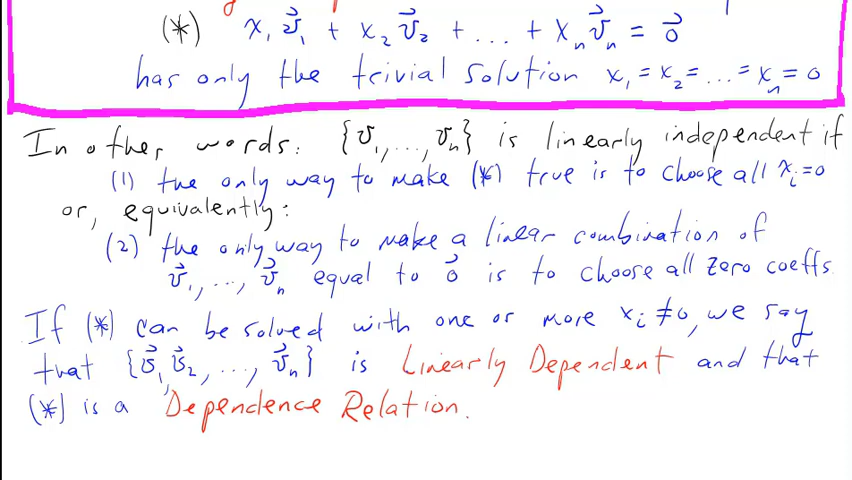 (*) x₁v⃗₁ + x₂v⃗₂ + ... + xₙv⃗ₙ = 0⃗
has only the trivial solution x₁ = x₂ = ... = xₙ = 0
In other words: {v⃗₁, ..., v⃗ₙ} is linearly independent if
(1) the only way to make (*) true is to choose all xᵢ=0
or, equivalently:
(2) the only way to make a linear combination of
v⃗₁, ..., v⃗ₙ equal to 0⃗ is to choose all zero coeffs.
If (*) can be solved with one or more xᵢ ≠ 0, we say
that {v⃗₁, v⃗₂, ..., v⃗ₙ} is Linearly Dependent and that
(*) is a Dependence Relation.